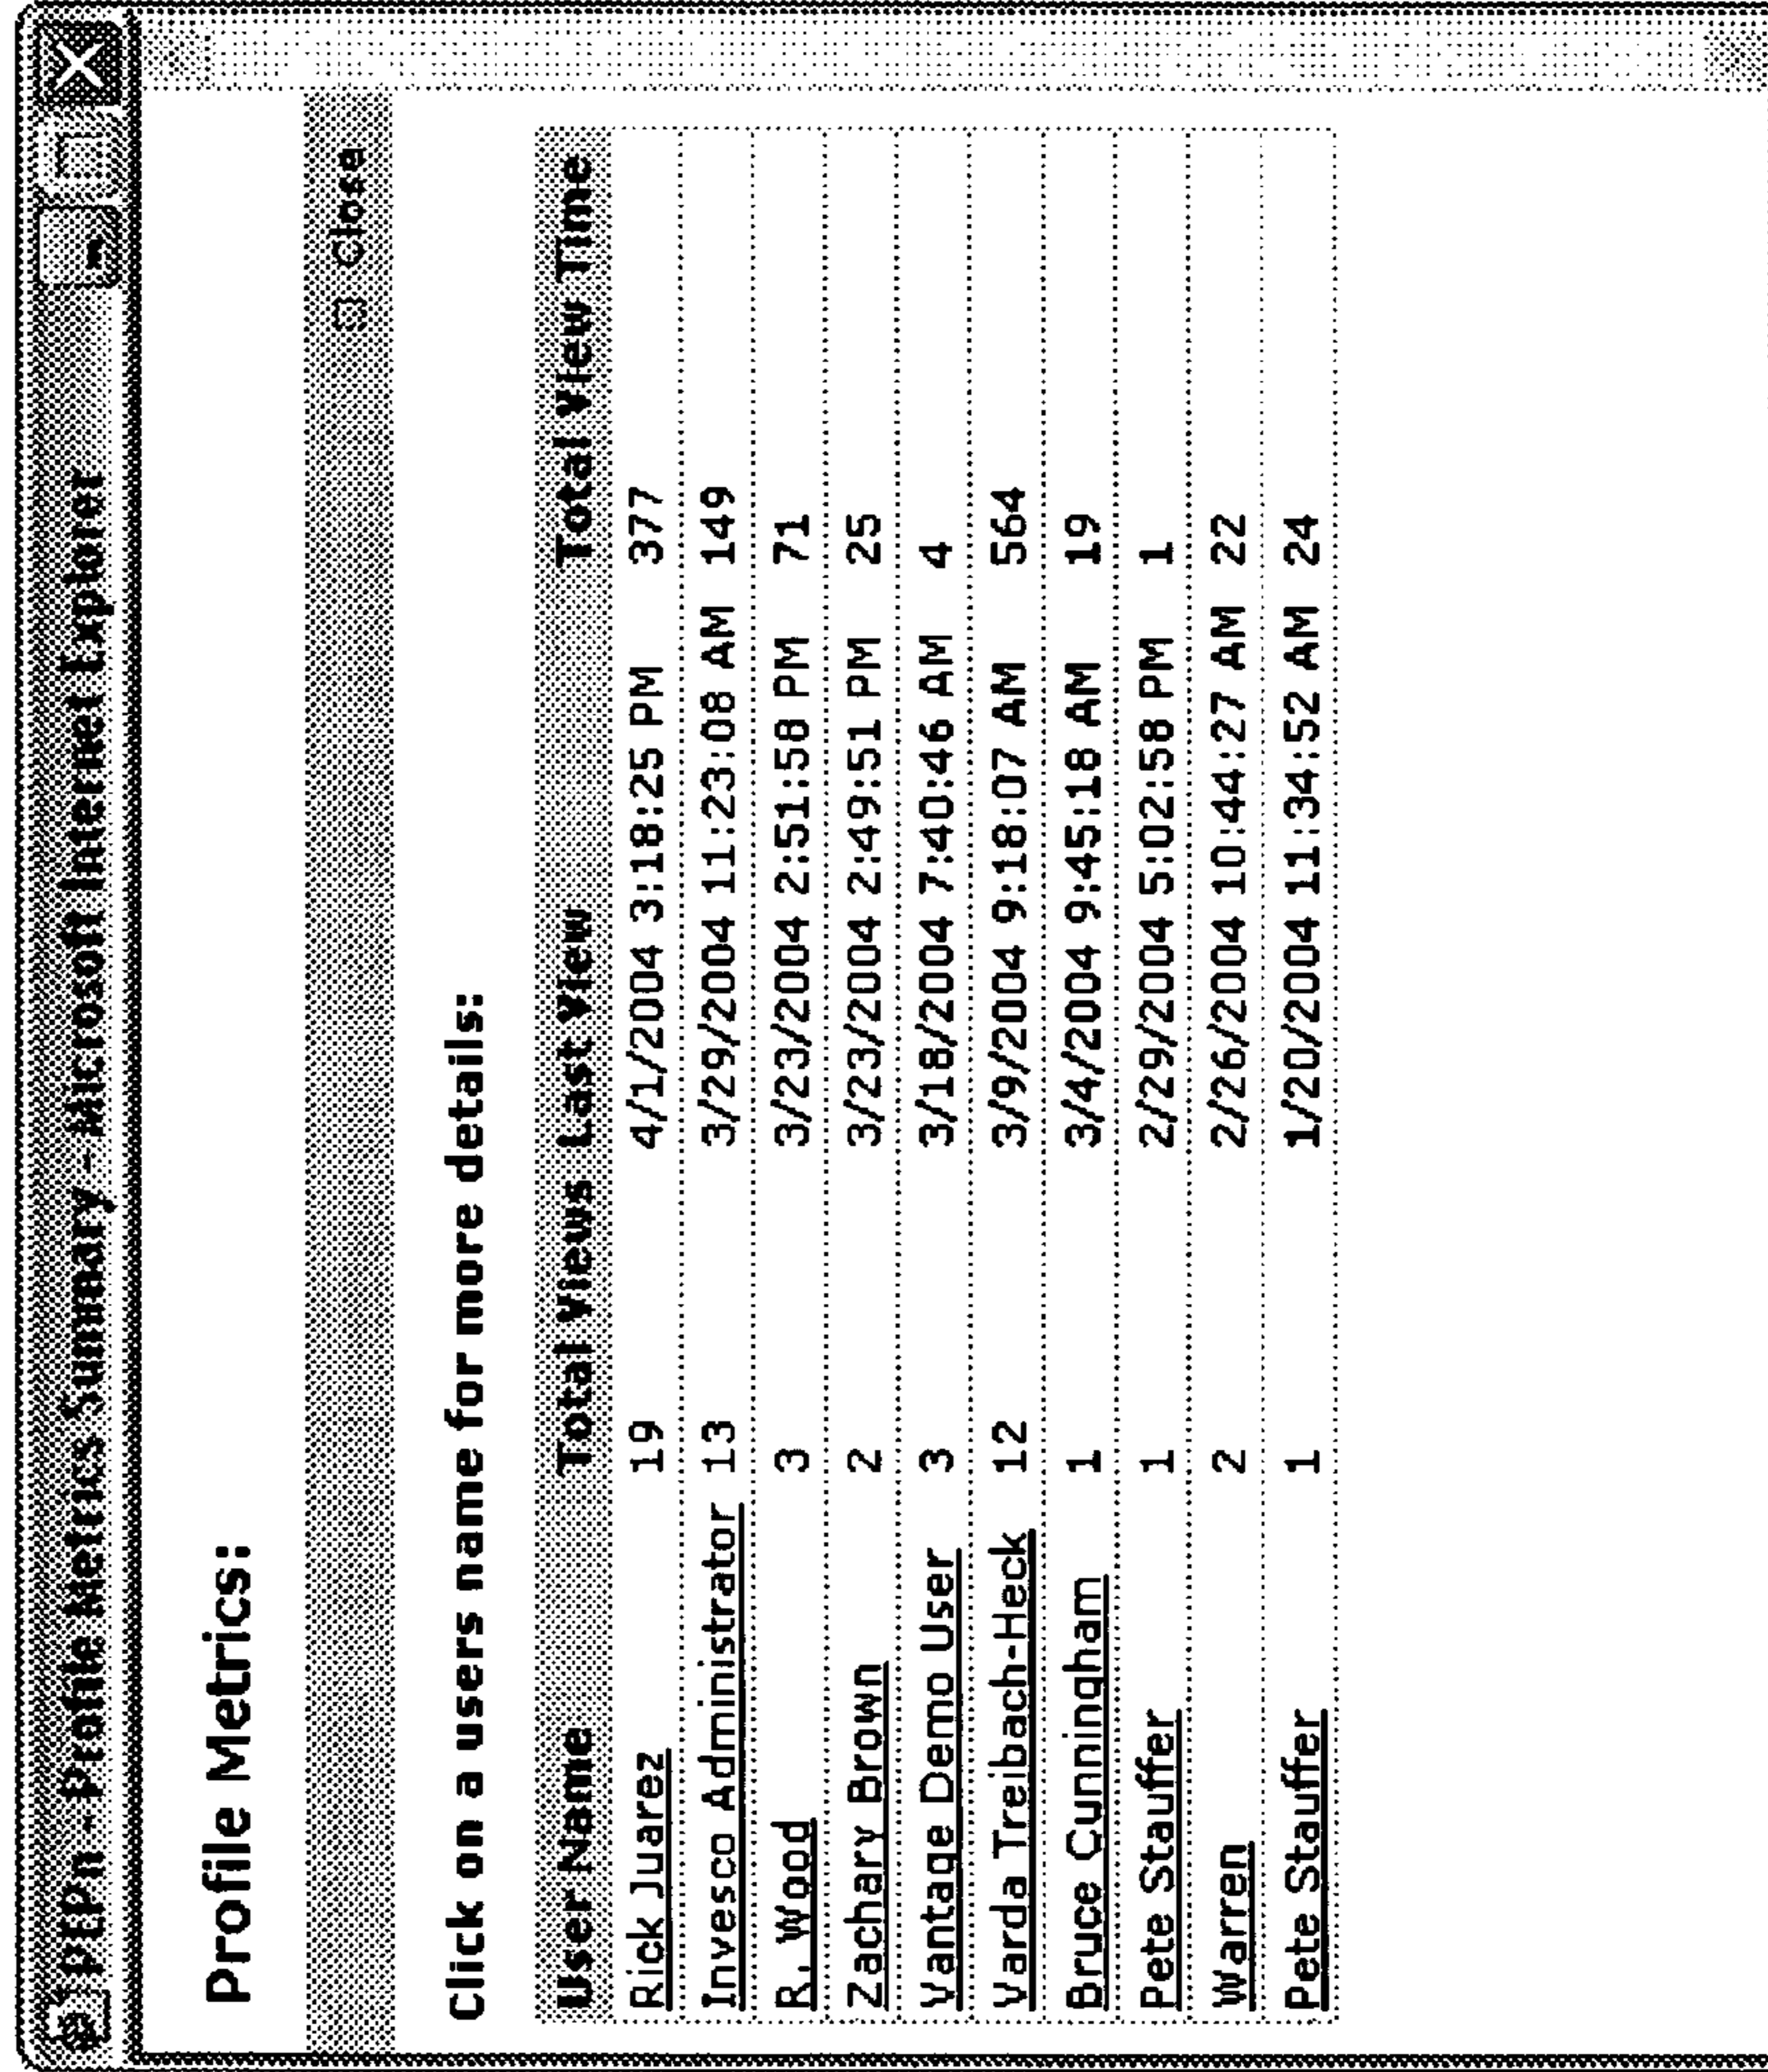 PEPn - Profile Metrics Summary - Microsoft Internet Explorer
Profile Metrics:
Close
Click on a users name for more details:
User Name Total Views Last View Total View Time
Rick Juarez 19 4/1/2004 3:18:25 PM 377
Invesco Administrator 13 3/29/2004 11:23:08 AM 149
R. Wood 3 3/23/2004 2:51:58 PM 71
Zachary Brown 2 3/23/2004 2:49:51 PM 25
Vantage Demo User 3 3/18/2004 7:40:46 AM 4
Varda Treibach-Heck 12 3/9/2004 9:18:07 AM 564
Bruce Cunningham 1 3/4/2004 9:45:18 AM 19
Pete Stauffer 1 2/29/2004 5:02:58 PM 1
Warren 2 2/26/2004 10:44:27 AM 22
Pete Stauffer 1 1/20/2004 11:34:52 AM 24